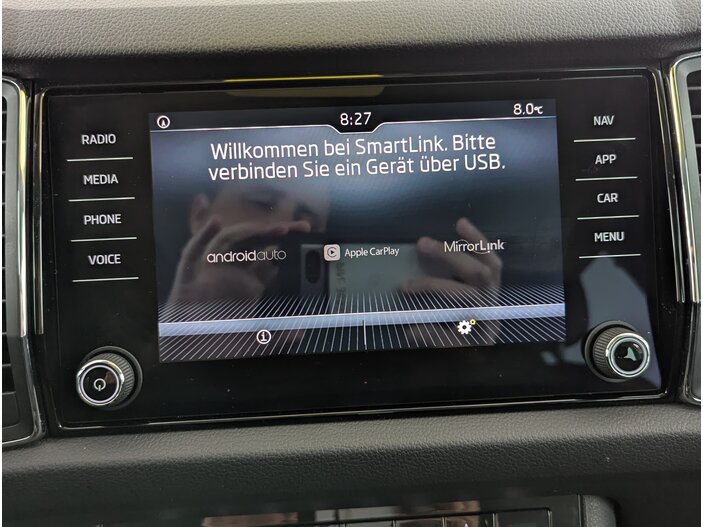 8:27
8.0℃
RADIO
MEDIA
PHONE
VOICE
Willkommen bei SmartLink. Bitte
verbinden Sie ein Gerät über USB.
androidauto
Apple CarPlay
MirrorLink
NAV
APP
CAR
MENU